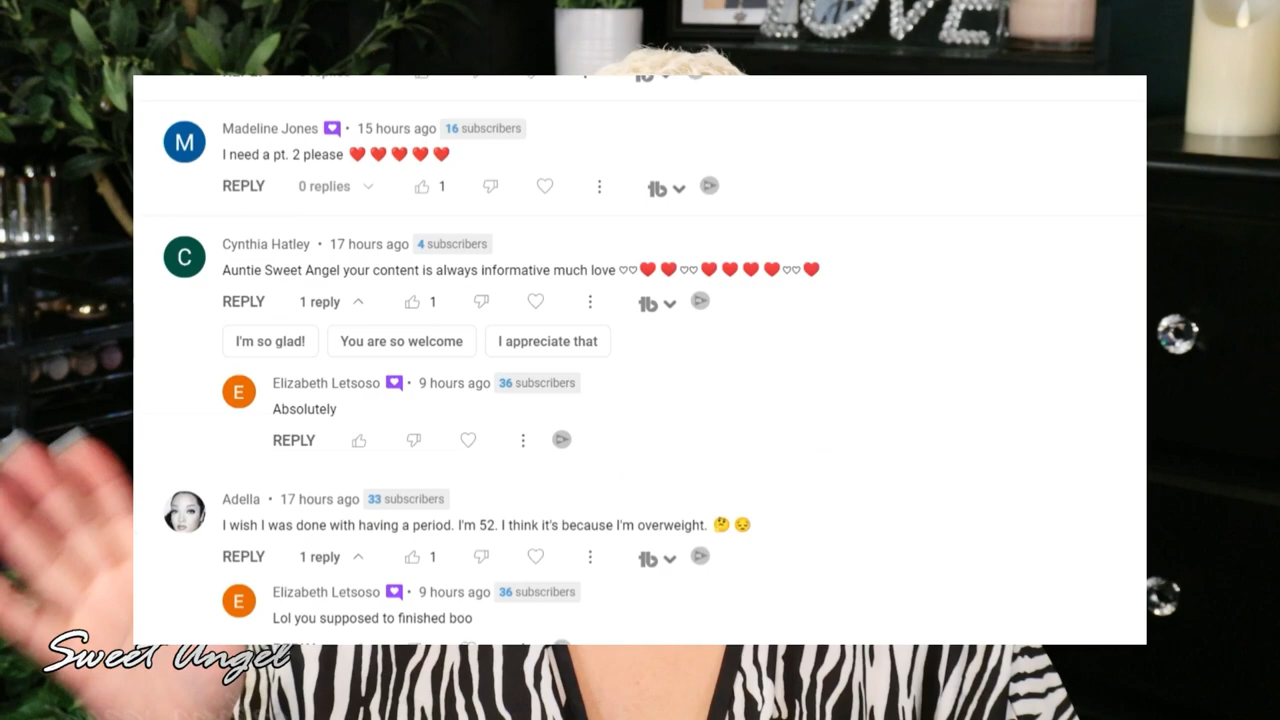 LOVE
Madeline Jones • 15 hours ago 16 subscribers
I need a pt. 2 please ❤️ ❤️ ❤️ ❤️ ❤️
REPLY 0 replies 1 tb
Cynthia Hatley • 17 hours ago 4 subscribers
Auntie Sweet Angel your content is always informative much love ♡♡❤️ ❤️♡♡❤️ ❤️ ❤️ ❤️♡♡❤️
REPLY 1 reply 1 tb
I'm so glad! You are so welcome I appreciate that
Elizabeth Letsoso • 9 hours ago 36 subscribers
Absolutely
REPLY
Adella • 17 hours ago 33 subscribers
I wish I was done with having a period. I'm 52. I think it's because I'm overweight. 🤔 😔
REPLY 1 reply 1 tb
Elizabeth Letsoso • 9 hours ago 36 subscribers
Lol you supposed to finished boo
M
C
E
E
Sweet Angel